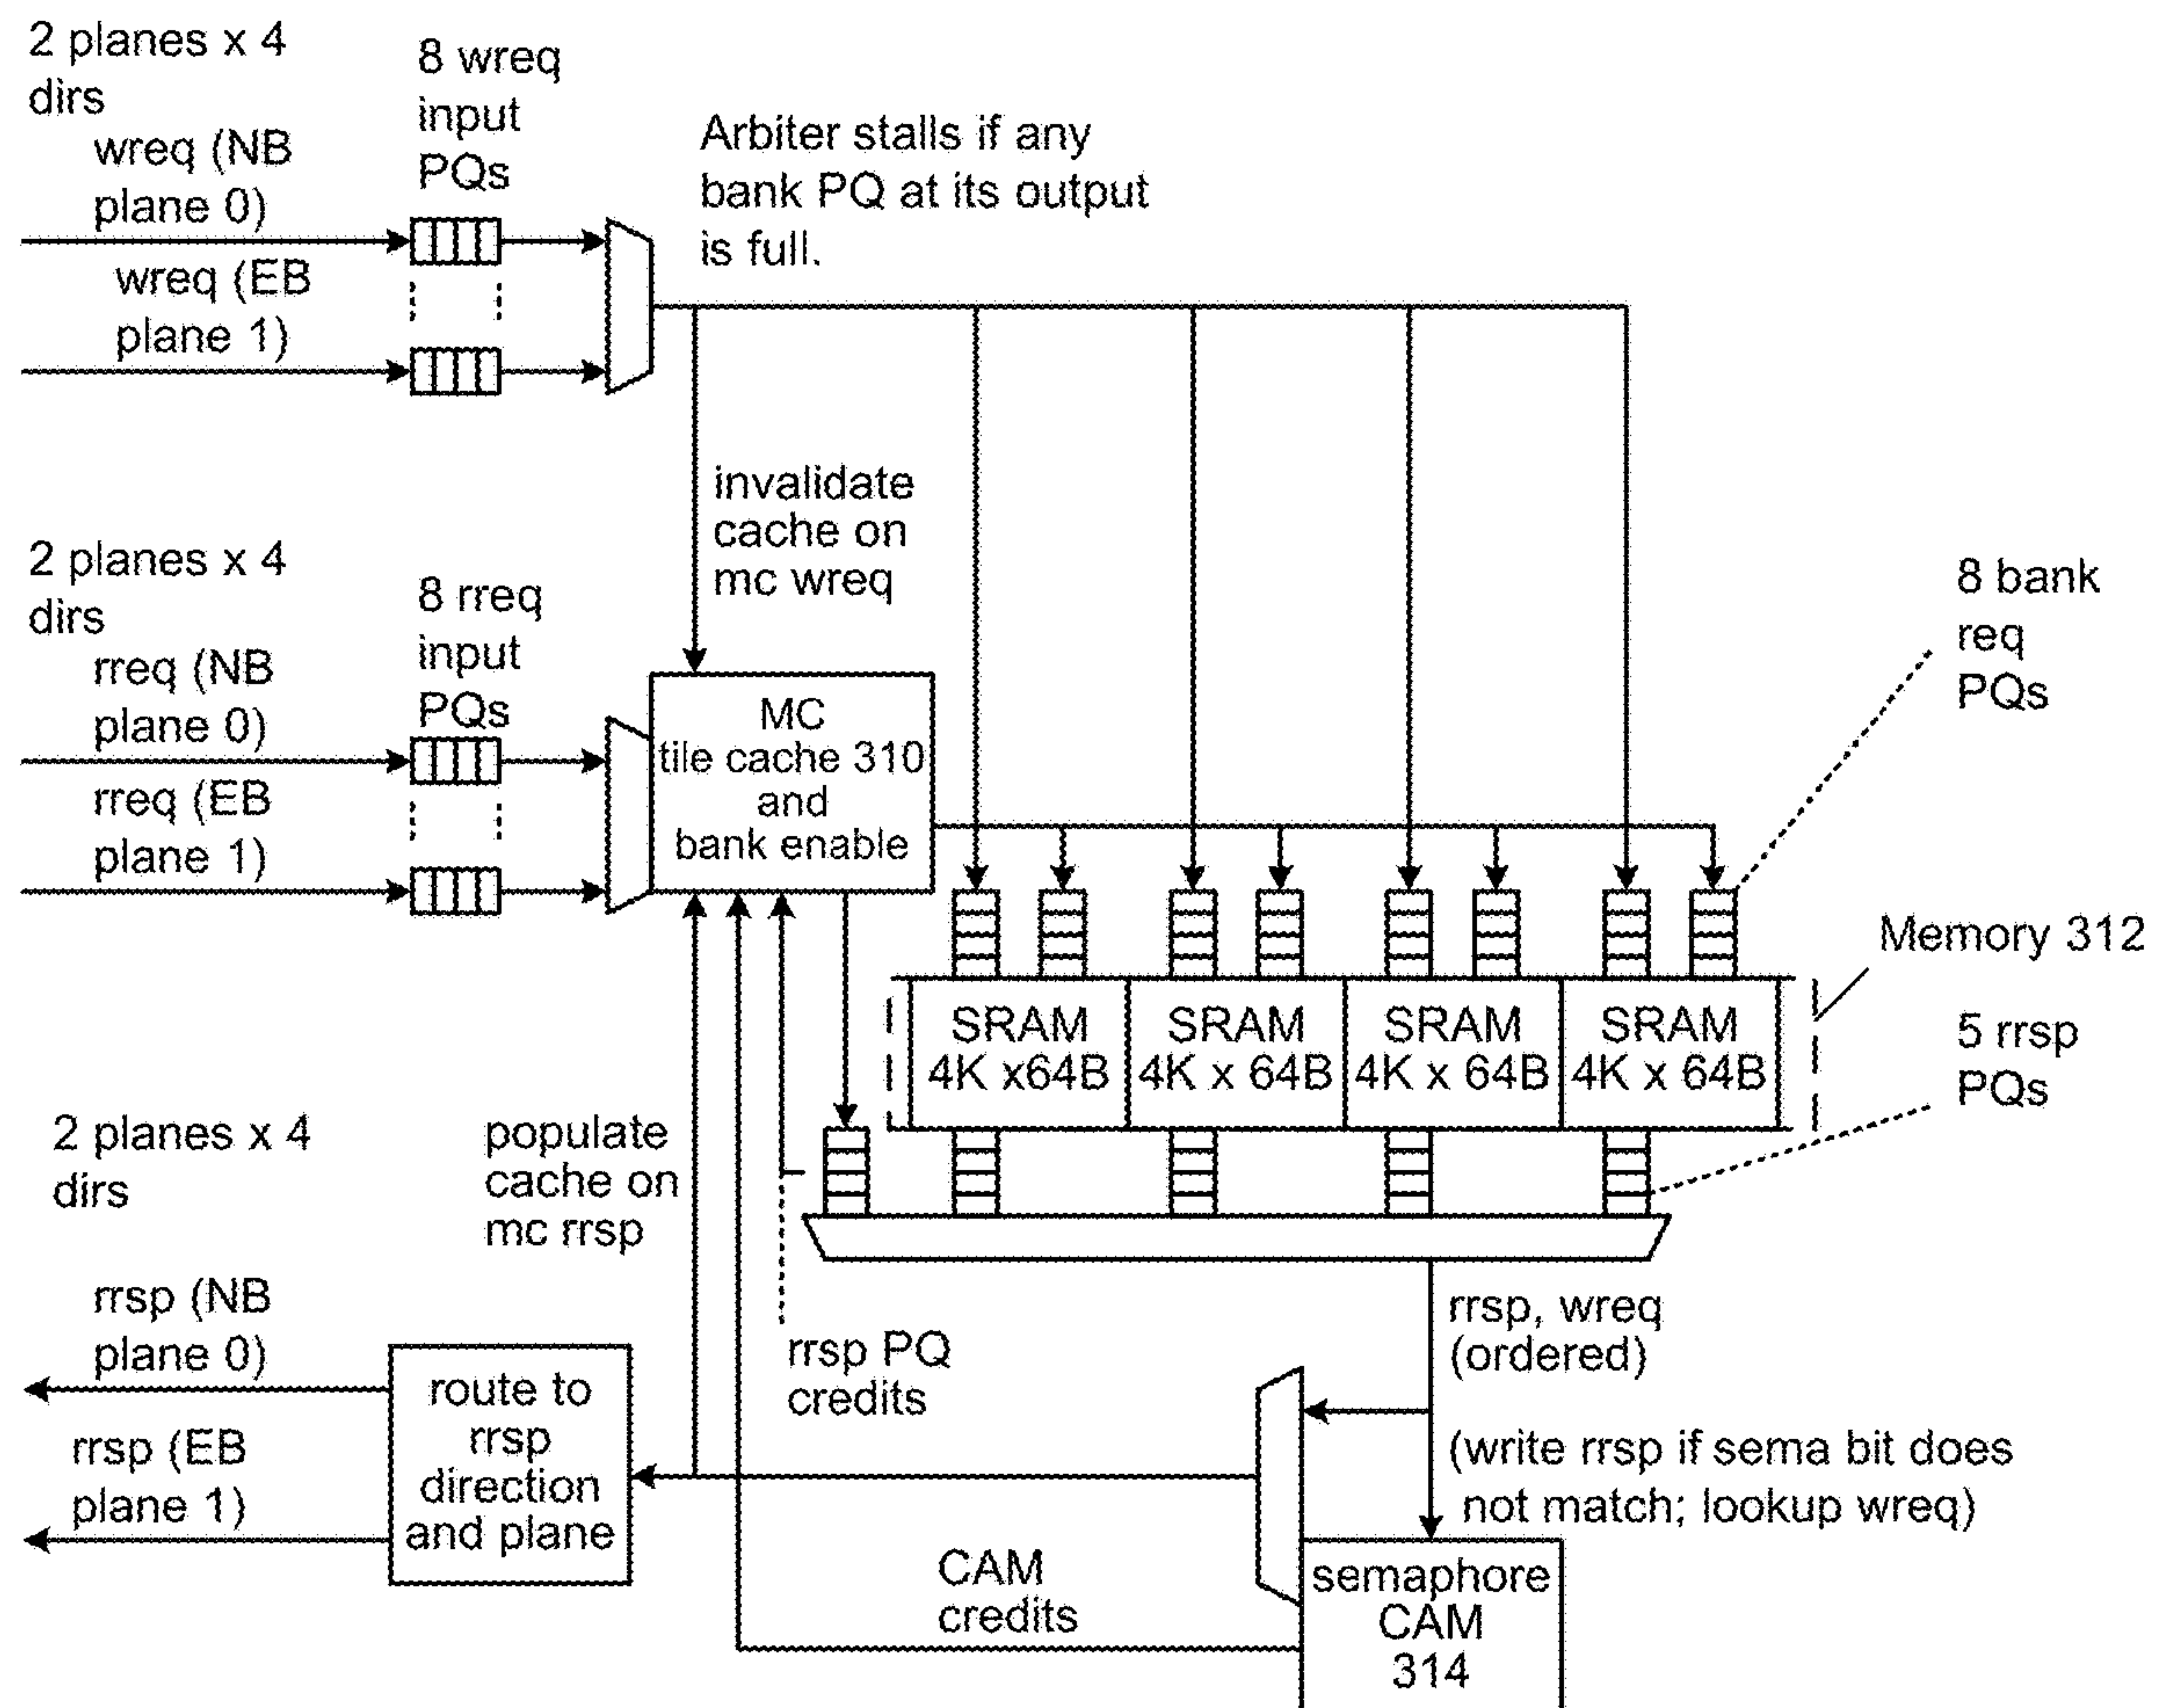 2 planes x 4
dirs
wreq (NB
plane 0)
wreq (EB
plane 1)
8 wreq
input
PQs
Arbiter stalls if any
bank PQ at its output
is full.
invalidate
cache on
mc wreq
2 planes x 4
dirs
rreq (NB
plane 0)
rreq (EB
plane 1)
8 rreq
input
PQs
MC
tile cache 310
and
bank enable
8 bank
req
PQs
Memory 312
SRAM
4K x64B
SRAM
4K x 64B
SRAM
4K x 64B
SRAM
4K x 64B
5 rrsp
PQs
2 planes x 4
dirs
populate
cache on
mc rrsp
rrsp (NB
plane 0)
rrsp (EB
plane 1)
route to
rrsp
direction
and plane
rrsp PQ
credits
rrsp, wreq
(ordered)
(write rrsp if sema bit does
not match; lookup wreq)
CAM
credits
semaphore
CAM
314